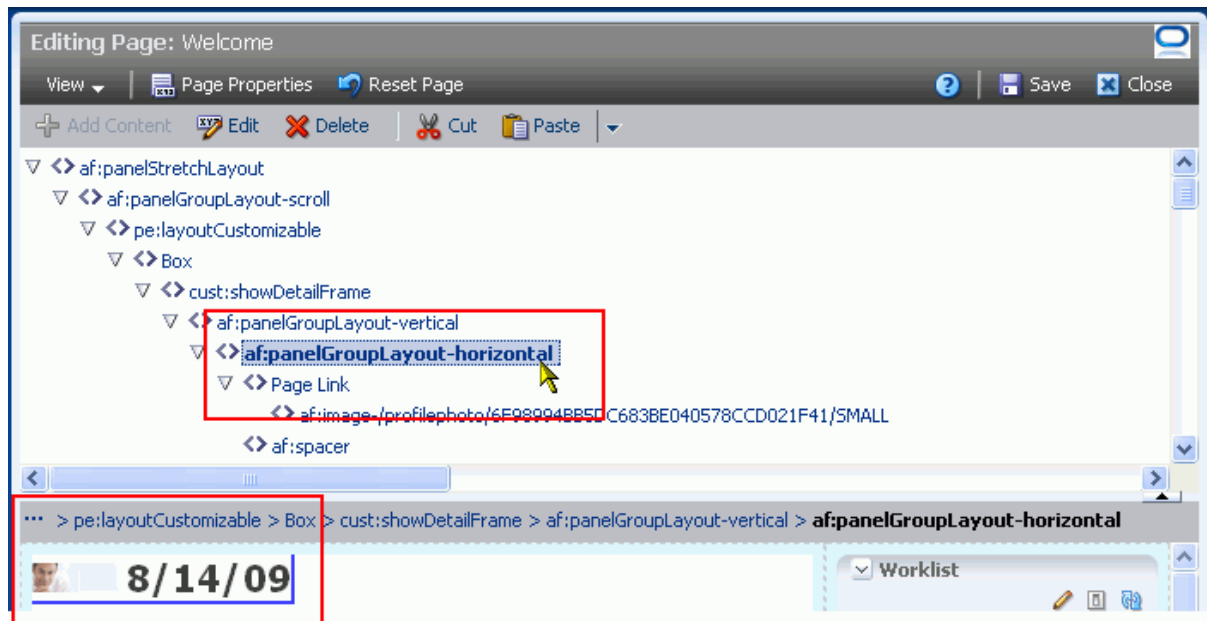 Editing Page: Welcome
View Page Properties Reset Page Save Close
Add Content Edit Delete Cut Paste
af:panelStretchLayout
af:panelGroupLayout-scroll
pe:layoutCustomizable
Box
cust:showDetailFrame
af:panelGroupLayout-vertical
af:panelGroupLayout-horizontal
Page Link
af:image-/profilephoto/6E98994BB5DC683BE040578CCD021F41/SMALL
af:spacer
... > pe:layoutCustomizable > Box > cust:showDetailFrame > af:panelGroupLayout-vertical > af:panelGroupLayout-horizontal
8/14/09
Worklist